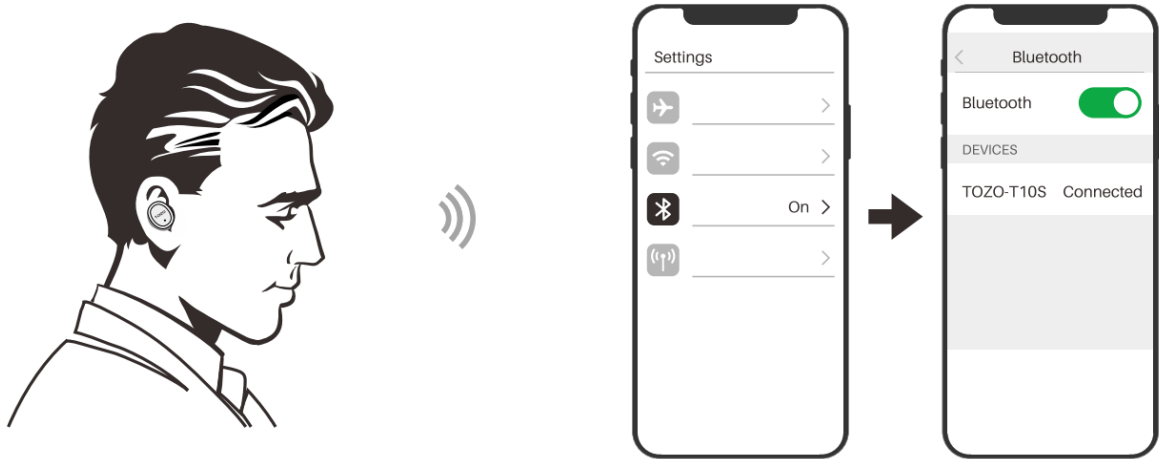 Settings
On
Bluetooth
Bluetooth
DEVICES
TOZO-T10S Connected